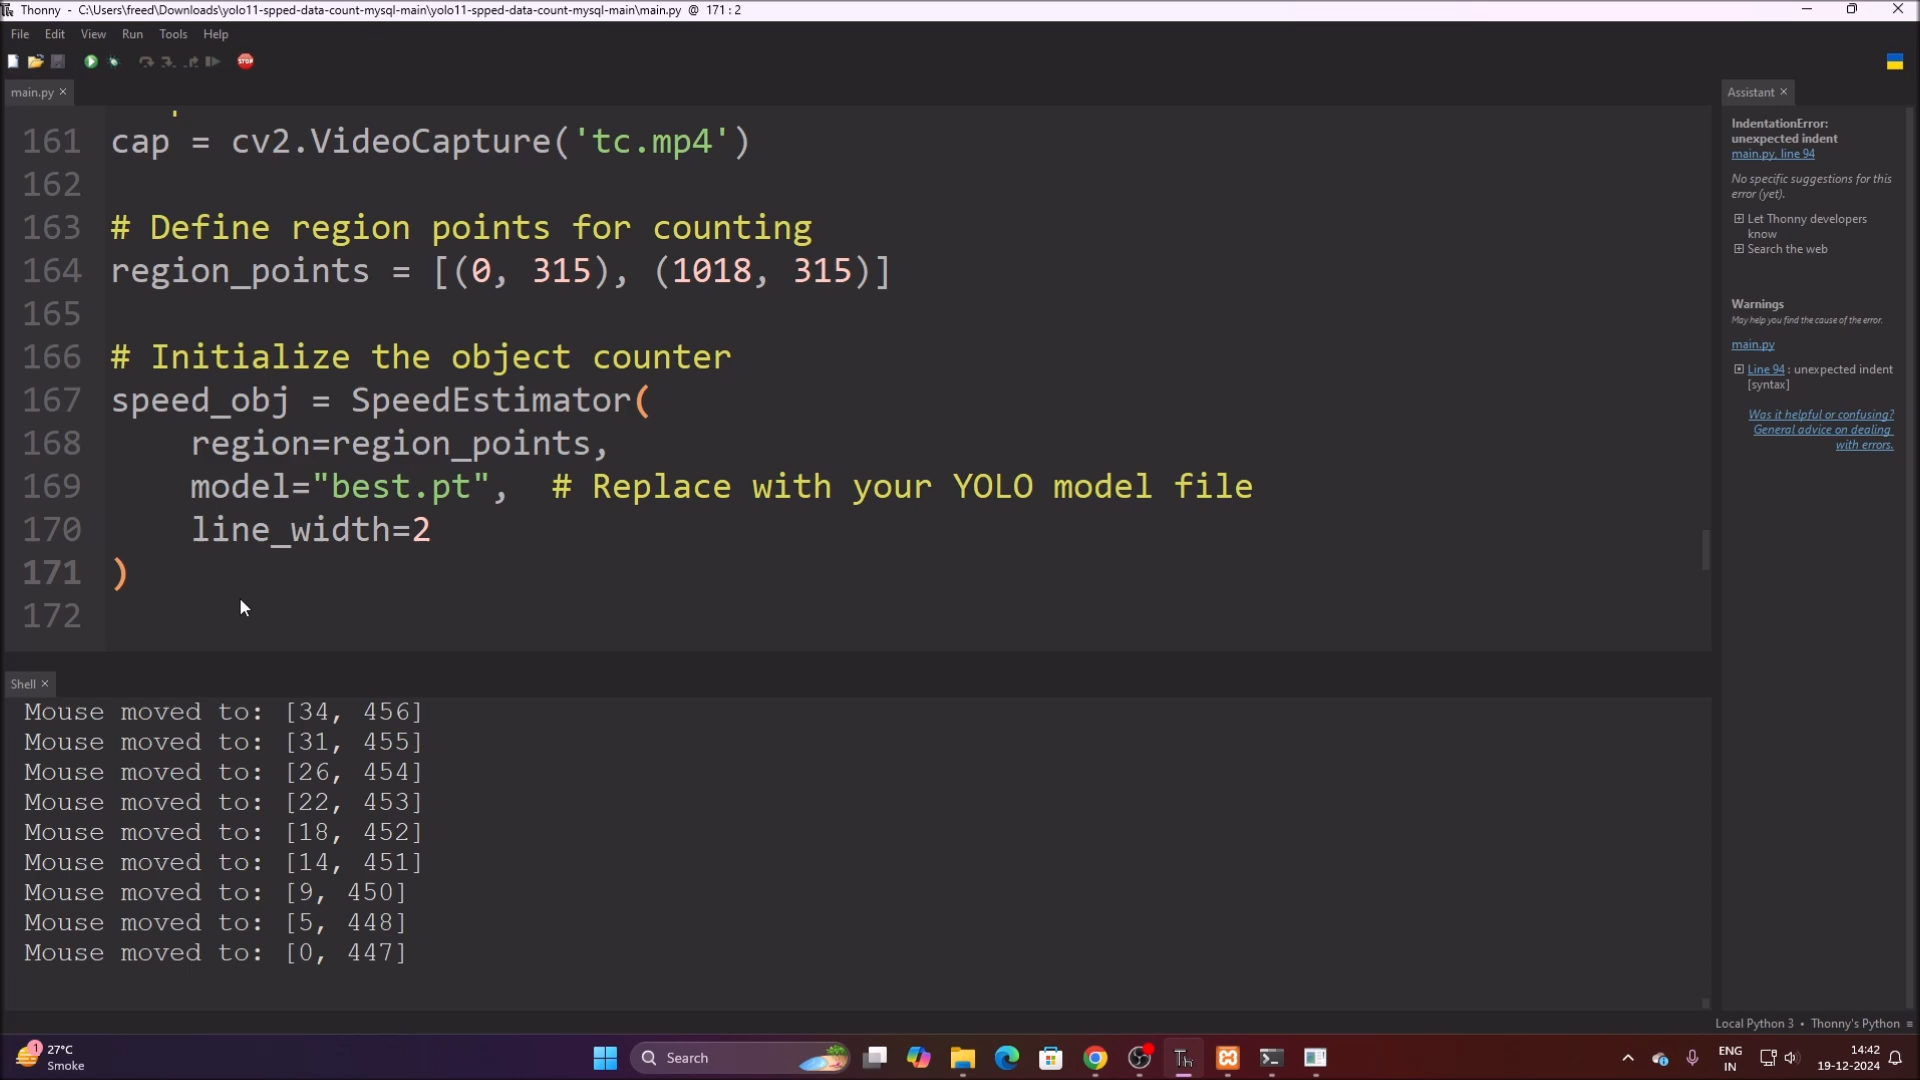 Thonny - C:\Users\freed\Downloads\yolo11-spped-data-count-mysql-main\yolo11-spped-data-count-mysql-main\main.py @ 171 : 2
File Edit View Run Tools Help
STOP
main.py ×
161 cap = cv2.VideoCapture('tc.mp4')
162
163 # Define region points for counting
164 region_points = [(0, 315), (1018, 315)]
165
166 # Initialize the object counter
167 speed_obj = SpeedEstimator(
168     region=region_points,
169     model="best.pt",  # Replace with your YOLO model file
170     line_width=2
171 )
172
Shell ×
Mouse moved to: [34, 456]
Mouse moved to: [31, 455]
Mouse moved to: [26, 454]
Mouse moved to: [22, 453]
Mouse moved to: [18, 452]
Mouse moved to: [14, 451]
Mouse moved to: [9, 450]
Mouse moved to: [5, 448]
Mouse moved to: [0, 447]
Assistant ×
IndentationError:
unexpected indent
main.py, line 94
No specific suggestions for this
error (yet).
Let Thonny developers
know
Search the web
Warnings
May help you find the cause of the error.
main.py
Line 94 : unexpected indent
[syntax]
Was it helpful or confusing?
General advice on dealing
with errors.
Local Python 3 • Thonny's Python ≡
1
27°C
Smoke
Search
Th
ENG
IN
14:42
19-12-2024